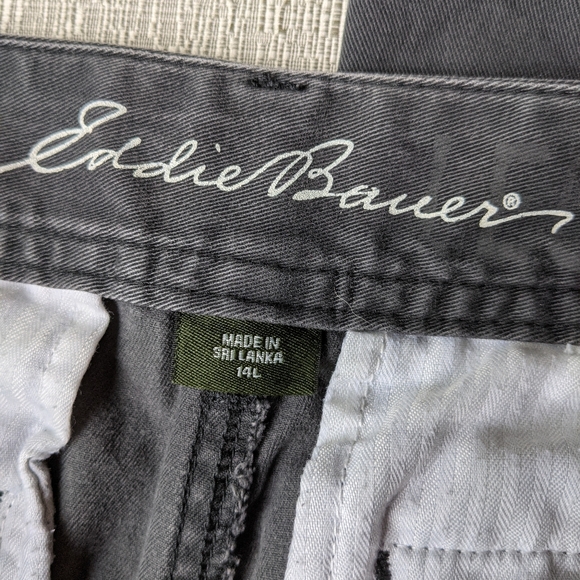 Eddie Bauer®
MADE IN
SRI LANKA
14L